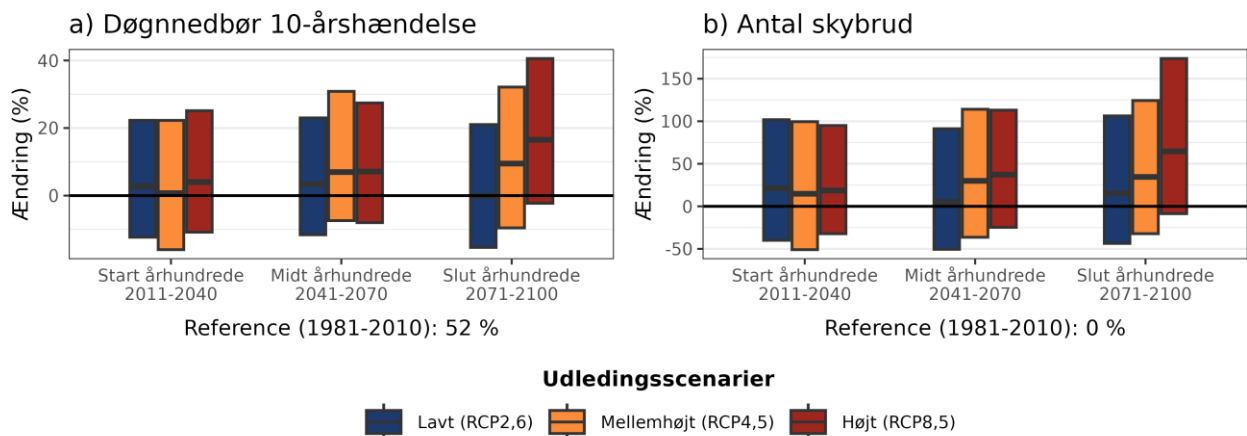 a) Døgnnedbør 10-årshændelse
Ændring (%)
40
20
0
Start århundrede
2011-2040
Midt århundrede
2041-2070
Slut århundrede
2071-2100
Reference (1981-2010): 52 %
b) Antal skybrud
Ændring (%)
150
100
50
0
-50
Start århundrede
2011-2040
Midt århundrede
2041-2070
Slut århundrede
2071-2100
Reference (1981-2010): 0 %
Udledingsscenarier
Lavt (RCP2,6)
Mellemhøjt (RCP4,5)
Højt (RCP8,5)